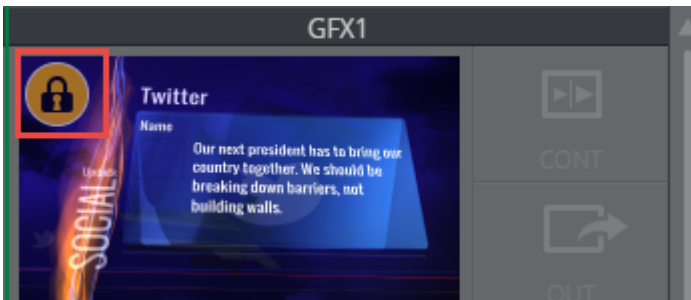 GFX1
Twitter
Name
Our next president has to bring our
country together. We should be
breaking down barriers, not
building walls.
Update
SOCIAL
CONT
OUT